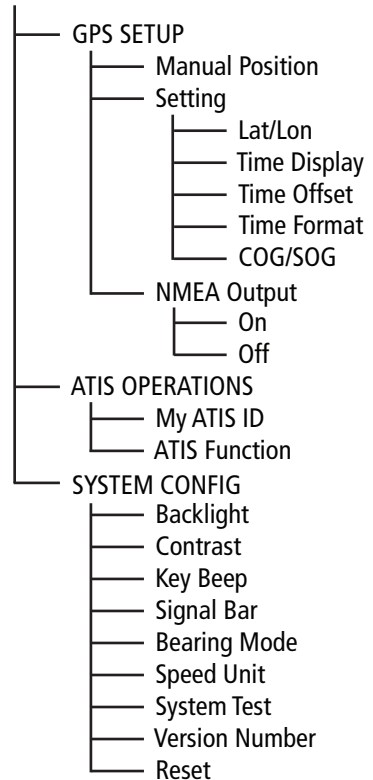 GPS SETUP
Manual Position
Setting
Lat/Lon
Time Display
Time Offset
Time Format
COG/SOG
NMEA Output
On
Off
ATIS OPERATIONS
My ATIS ID
ATIS Function
SYSTEM CONFIG
Backlight
Contrast
Key Beep
Signal Bar
Bearing Mode
Speed Unit
System Test
Version Number
Reset